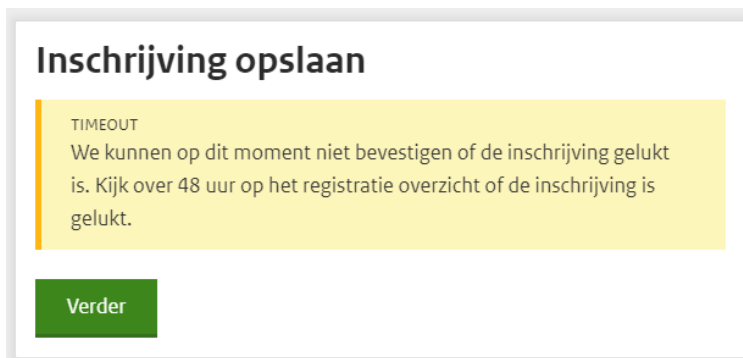 Inschrijving opslaan
TIMEOUT
We kunnen op dit moment niet bevestigen of de inschrijving gelukt
is. Kijk over 48 uur op het registratie overzicht of de inschrijving is
gelukt.
Verder